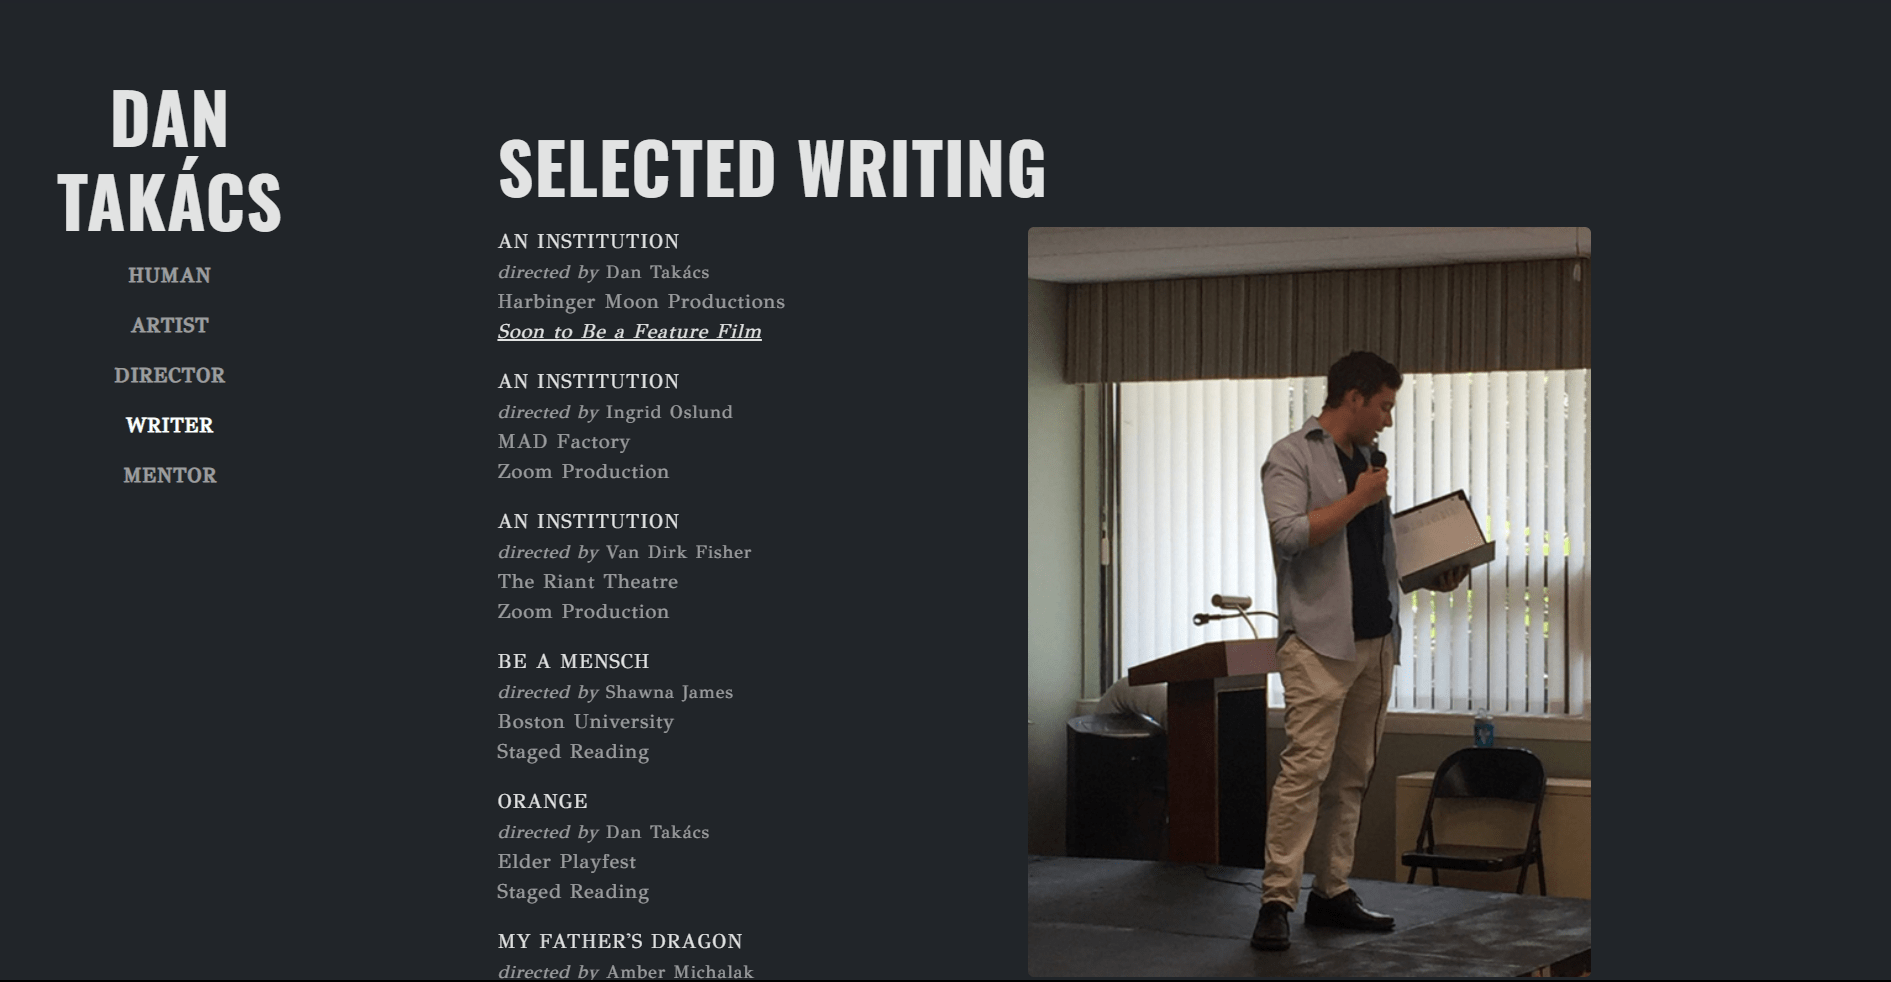 DAN
TAKÁCS
HUMAN
ARTIST
DIRECTOR
WRITER
MENTOR
SELECTED WRITING
AN INSTITUTION
directed by Dan Takács
Harbinger Moon Productions
Soon to Be a Feature Film
AN INSTITUTION
directed by Ingrid Oslund
MAD Factory
Zoom Production
AN INSTITUTION
directed by Van Dirk Fisher
The Riant Theatre
Zoom Production
BE A MENSCH
directed by Shawna James
Boston University
Staged Reading
ORANGE
directed by Dan Takács
Elder Playfest
Staged Reading
MY FATHER'S DRAGON
directed by Amber Michalak